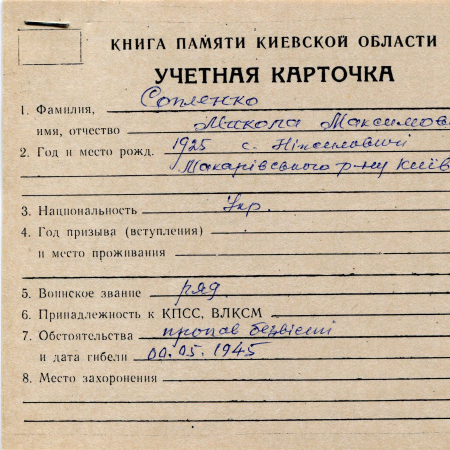 КНИГА ПАМЯТИ КИЕВСКОЙ ОБЛАСТИ
УЧЕТНАЯ КАРТОЧКА
1. Фамилия, Сопленко
имя, отчество Микола Максимов
2. Год и место рожд. 1925 с.
Макарівського р-ну Київ
3. Национальность Укр.
4. Год призыва (вступления)
и место проживания
5. Воинское звание ряд
6. Принадлежность к КПСС, ВЛКСМ
7. Обстоятельства пропав безвісти
и дата гибели 00.05.1945
8. Место захоронения